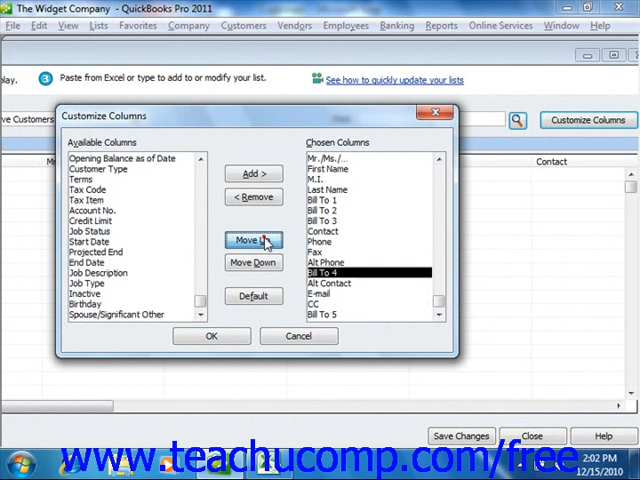 The Widget Company - QuickBooks Pro 2011
File Edit View Lists Favorites Company Customers Vendors Employees Banking Reports Online Services Window Help
play.
3 Paste from Excel or type to add to or modify your list.
See how to quickly update your lists
ve Customers
Customize Columns
Contact
Customize Columns
Available Columns
Opening Balance as of Date
Customer Type
Terms
Tax Code
Tax Item
Account No.
Credit Limit
Job Status
Start Date
Projected End
End Date
Job Description
Job Type
Inactive
Birthday
Spouse/Significant Other
Add >
< Remove
Move Up
Move Down
Default
Chosen Columns
Mr./Ms./...
First Name
M.I.
Last Name
Bill To 1
Bill To 2
Bill To 3
Contact
Phone
Fax
Alt Phone
Bill To 4
Alt Contact
E-mail
CC
Bill To 5
OK
Cancel
Save Changes
Close
Help
www.teachucomp.com/free
2:02 PM
12/15/2010